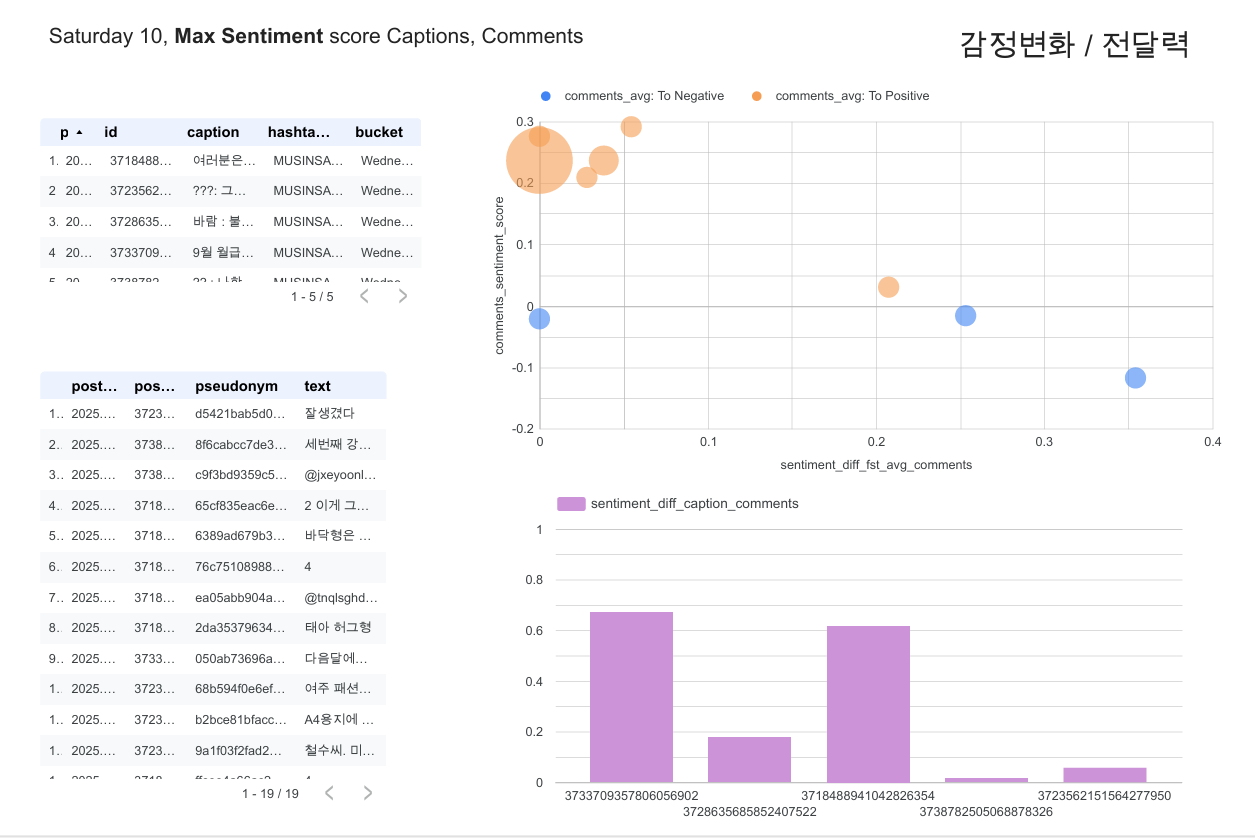 Saturday 10, Max Sentiment score Captions, Comments
감정변화 / 전달력
p id caption hashta... bucket
1. 20... 3718488... 여러분은... MUSINSA... Wedne...
2 20... 3723562... ???: 그... MUSINSA... Wedne...
3. 20... 3728635... 바람 : 불... MUSINSA... Wedne...
4 20... 3733709... 9월 월급... MUSINSA... Wedne...
1 - 5 / 5
post... pos... pseudonym text
1.. 2025.... 3723... d5421bab5d0... 잘생겼다
2.. 2025.... 3738... 8f6cabcc7de3... 세번째 강...
3.. 2025.... 3738... c9f3bd9359c5... @jxeyoonl...
4.. 2025.... 3718... 65cf835eac6e... 2 이게 그...
5.. 2025.... 3718... 6389ad679b3... 바닥형은 ...
6.. 2025.... 3718... 76c75108988... 4
7.. 2025.... 3718... ea05abb904a... @tnqlsghd...
8.. 2025.... 3718... 2da35379634... 태아 허그형
9.. 2025.... 3733... 050ab73696a... 다음달에...
1.. 2025.... 3723... 68b594f0e6ef... 여주 패션...
1.. 2025.... 3723... b2bce81bfacc... A4용지에 ...
1.. 2025.... 3723... 9a1f03f2fad2... 철수씨. 미...
1 - 19 / 19
comments_avg: To Negative comments_avg: To Positive
comments_sentiment_score
0.3
0.2
0.1
0
-0.1
-0.2
0 0.1 0.2 0.3 0.4
sentiment_diff_fst_avg_comments
sentiment_diff_caption_comments
1
0.8
0.6
0.4
0.2
0
3733709357806056902 3718488941042826354 3723562151564277950
3728635685852407522 3738782505068878326